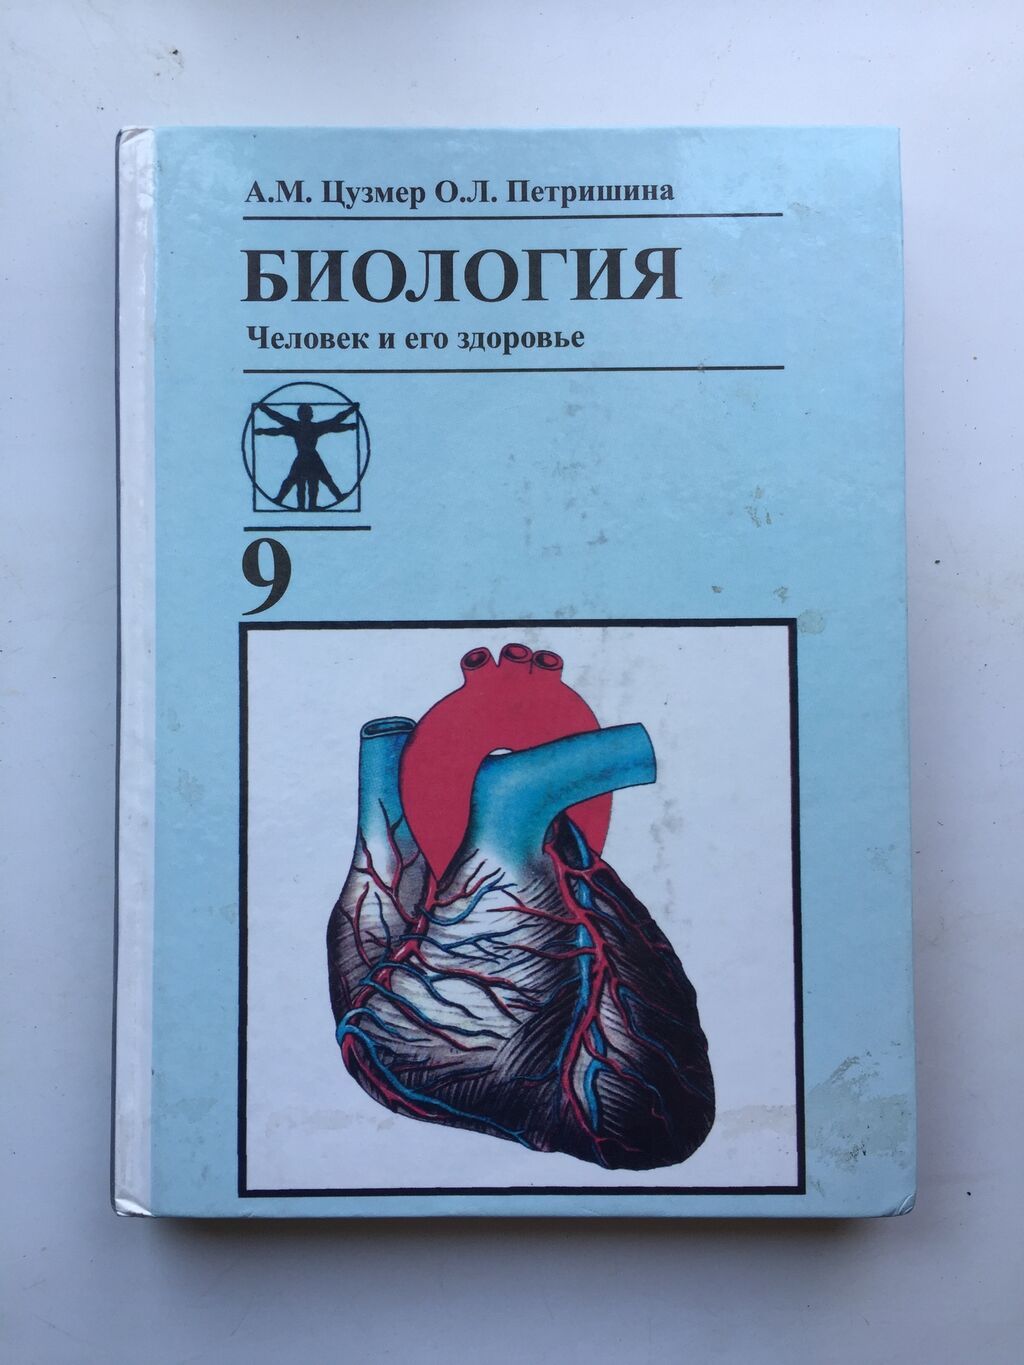 А.М. Цузмер О.Л. Петришина
БИОЛОГИЯ
Человек и его здоровье
9